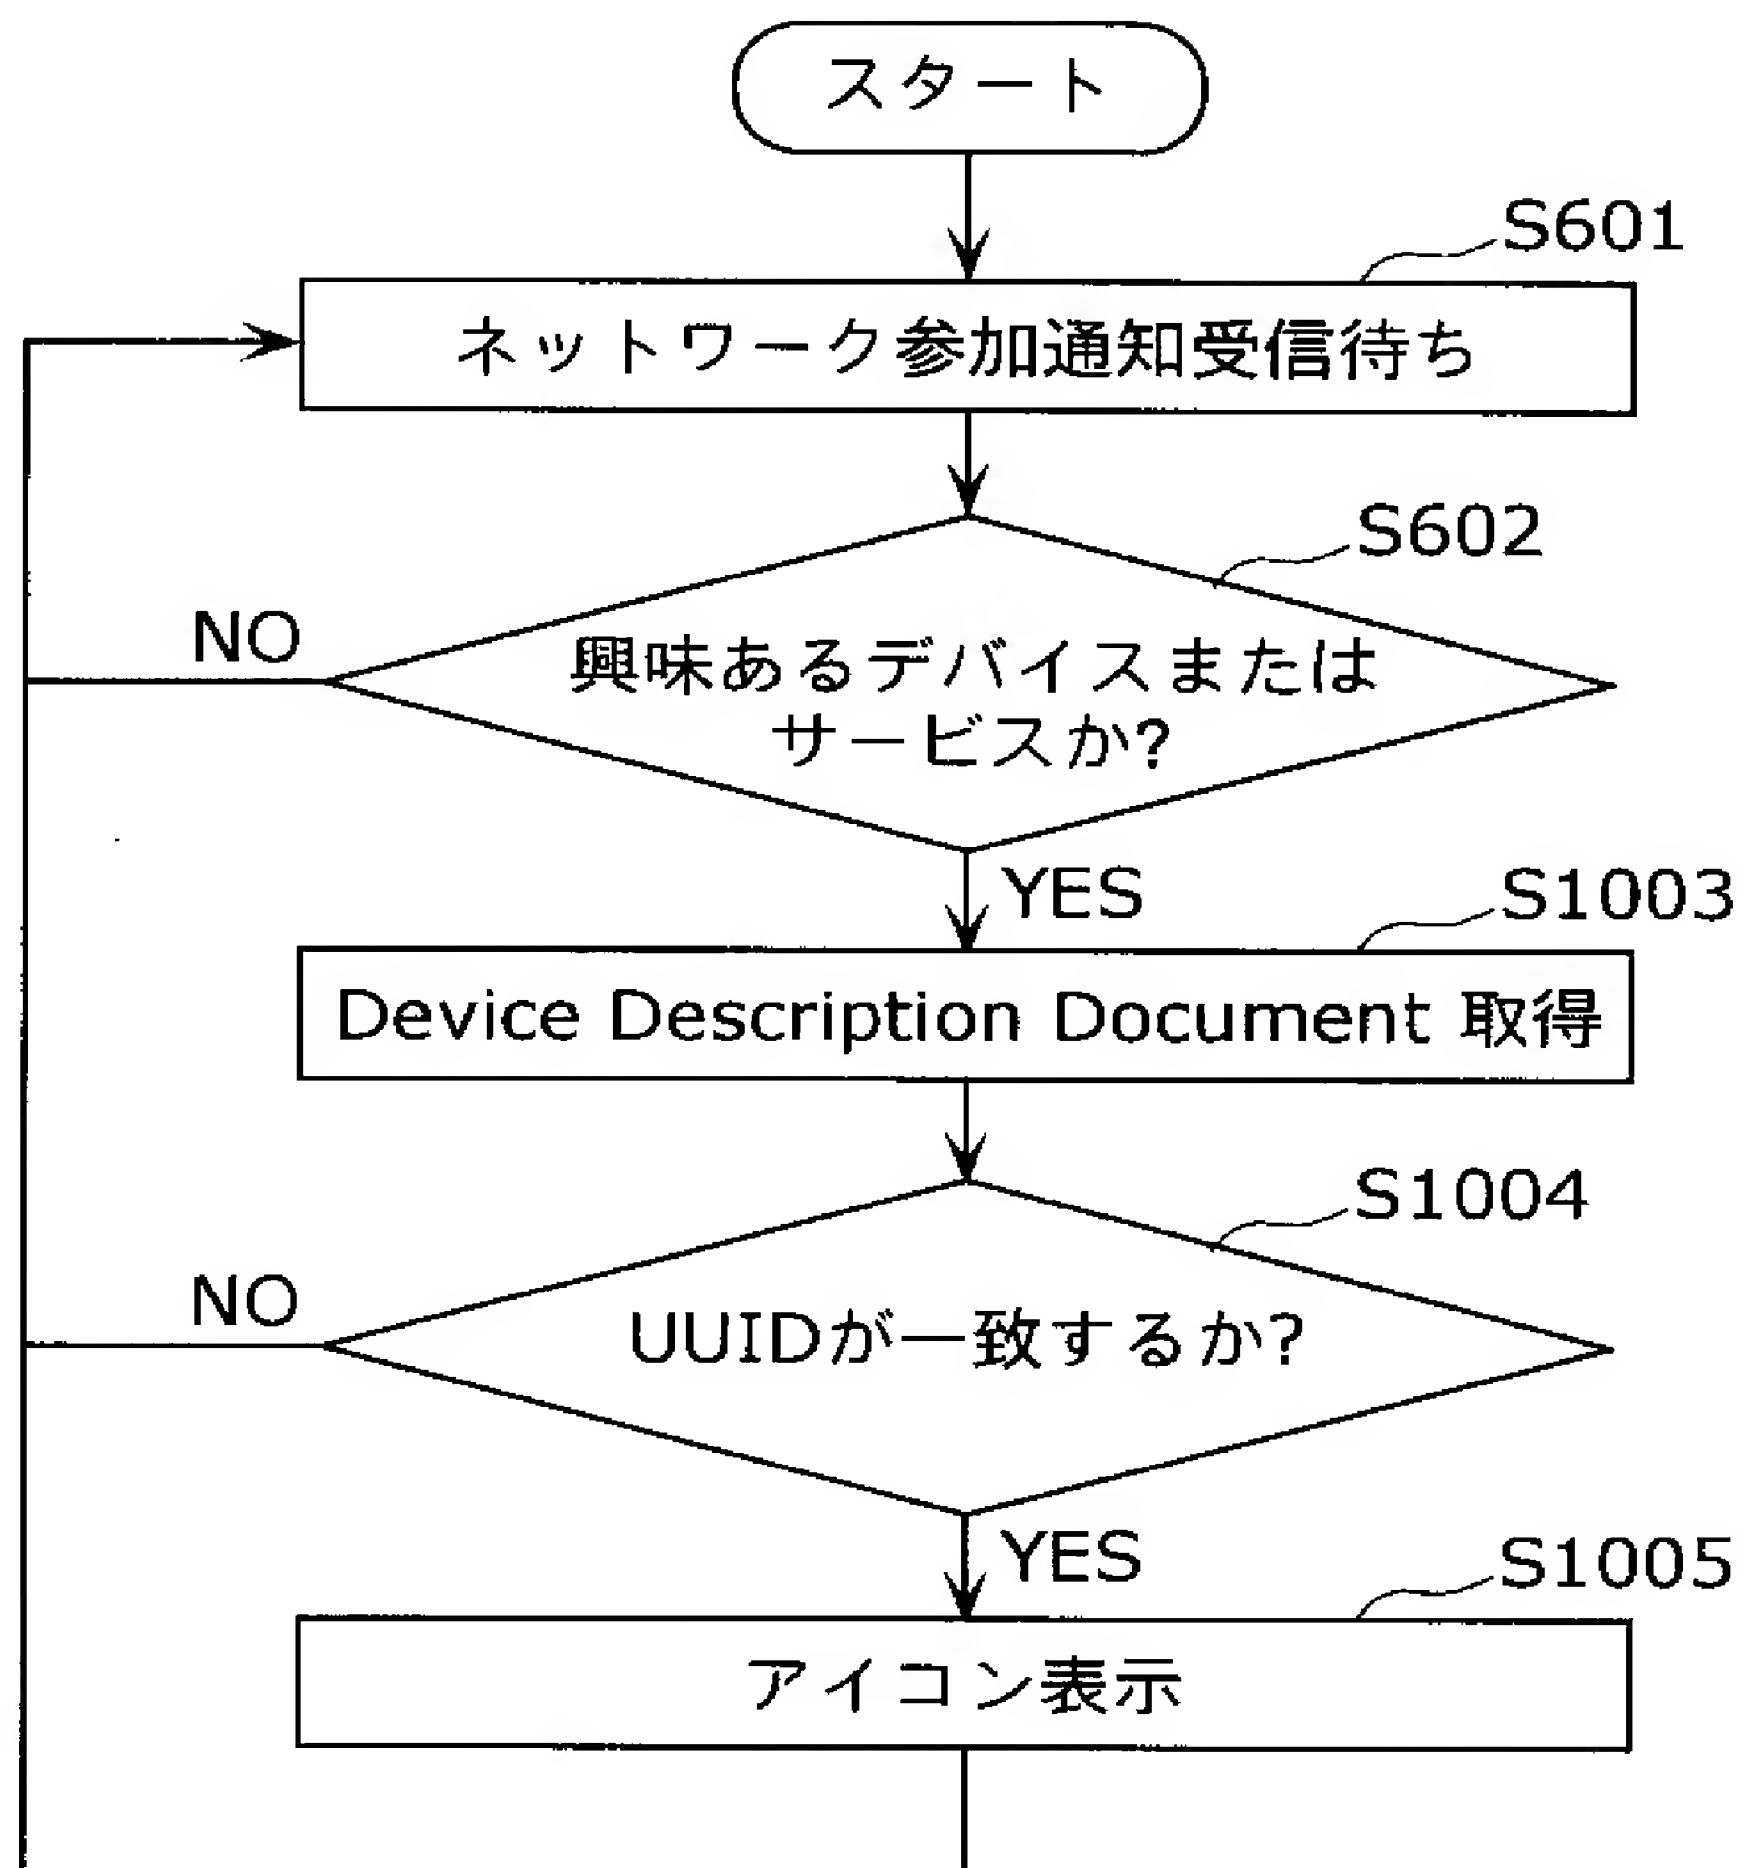 スタート
S601
ネットワーク参加通知受信待ち
S602
NO
興味あるデバイスまたは
サービスか?
YES
S1003
Device Description Document 取得
S1004
NO
UUIDが一致するか?
YES
S1005
アイコン表示